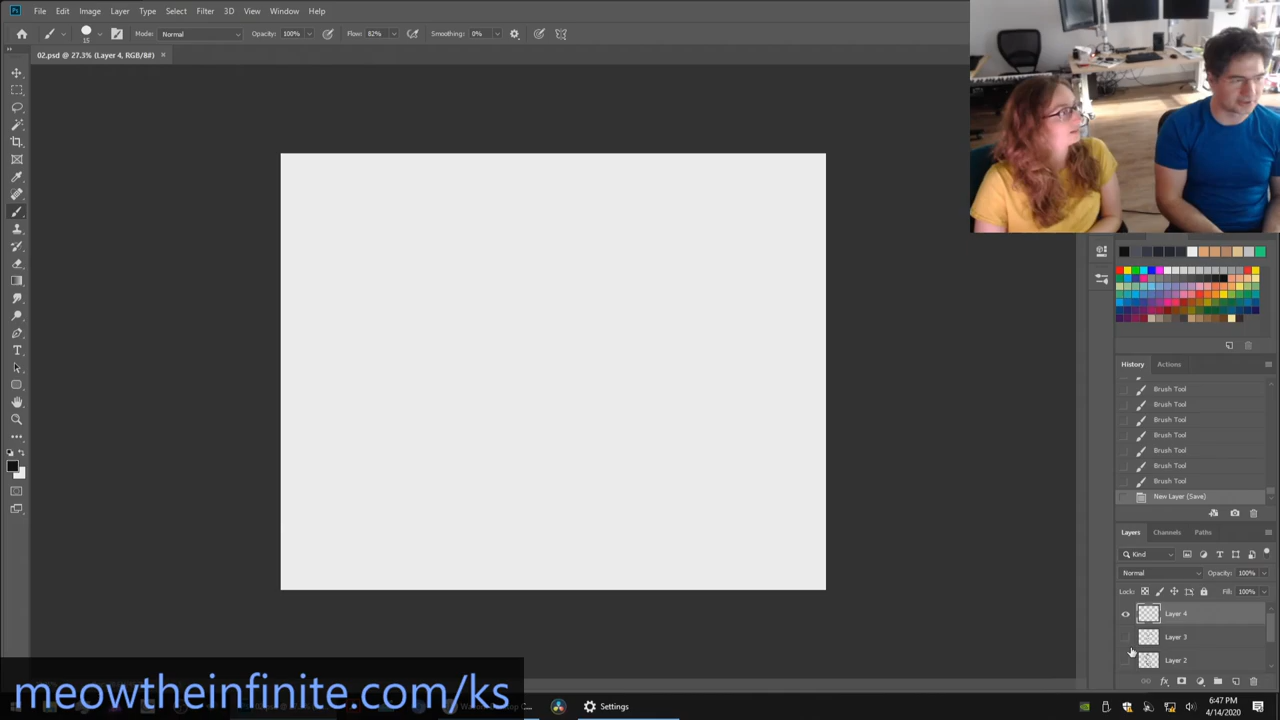 Ps File Edit Image Layer Type Select Filter 3D View Window Help
15 Mode: Normal Opacity: 100% Flow: 82% Smoothing: 0%
02.psd @ 27.3% (Layer 4, RGB/8#) ×
History Actions
Brush Tool
Brush Tool
Brush Tool
Brush Tool
Brush Tool
Brush Tool
Brush Tool
New Layer (Save)
Layers Channels Paths
Kind
Normal Opacity: 100%
Lock: Fill: 100%
Layer 4
Layer 3
Layer 2
meowtheinfinite.com/ks
Settings
6:47 PM
4/14/2020